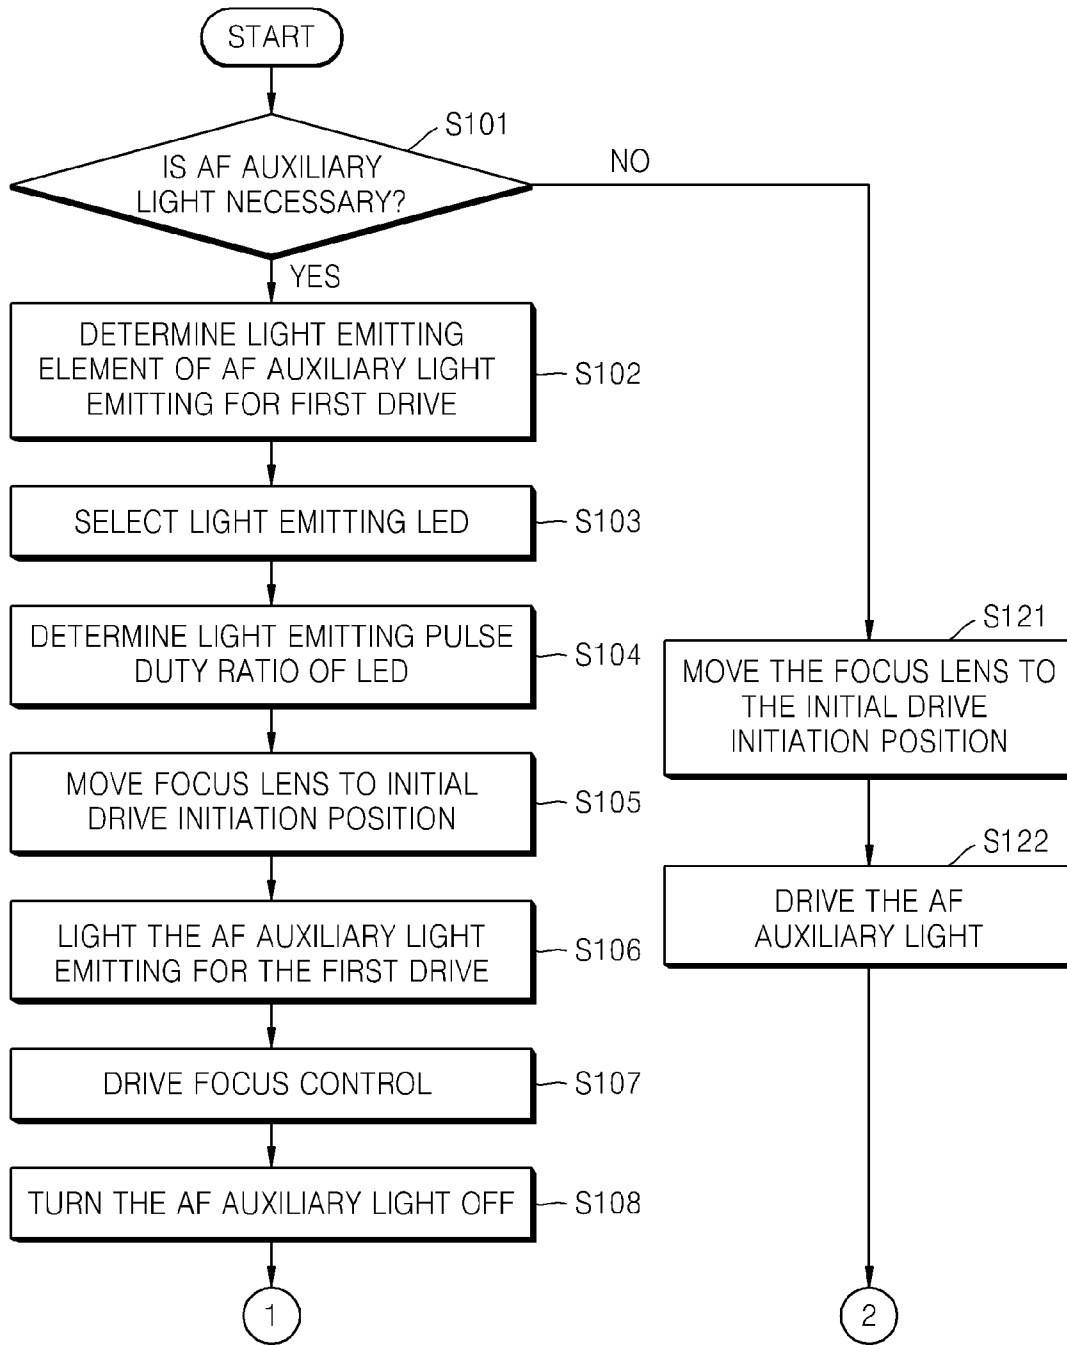 START
S101
IS AF AUXILIARY
LIGHT NECESSARY?
NO
YES
DETERMINE LIGHT EMITTING
ELEMENT OF AF AUXILIARY LIGHT
EMITTING FOR FIRST DRIVE
S102
SELECT LIGHT EMITTING LED
S103
DETERMINE LIGHT EMITTING PULSE
DUTY RATIO OF LED
S104
MOVE FOCUS LENS TO INITIAL
DRIVE INITIATION POSITION
S105
LIGHT THE AF AUXILIARY LIGHT
EMITTING FOR THE FIRST DRIVE
S106
DRIVE FOCUS CONTROL
S107
TURN THE AF AUXILIARY LIGHT OFF
S108
1
S121
MOVE THE FOCUS LENS TO
THE INITIAL DRIVE
INITIATION POSITION
S122
DRIVE THE AF
AUXILIARY LIGHT
2